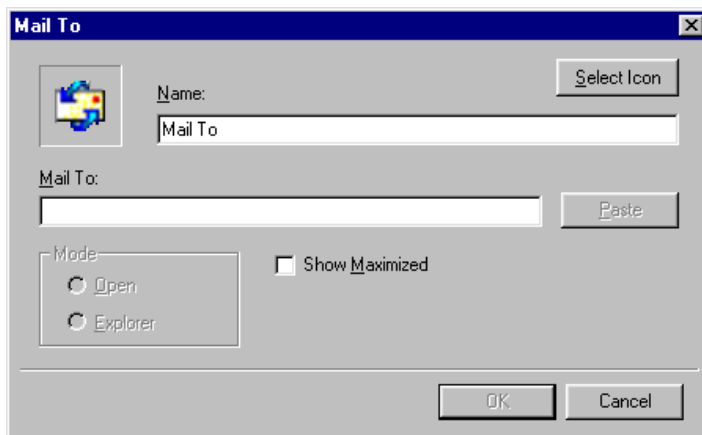 Mail To
Select Icon
Name:
Mail To
Mail To:
Paste
Mode
Open
Explorer
Show Maximized
OK
Cancel